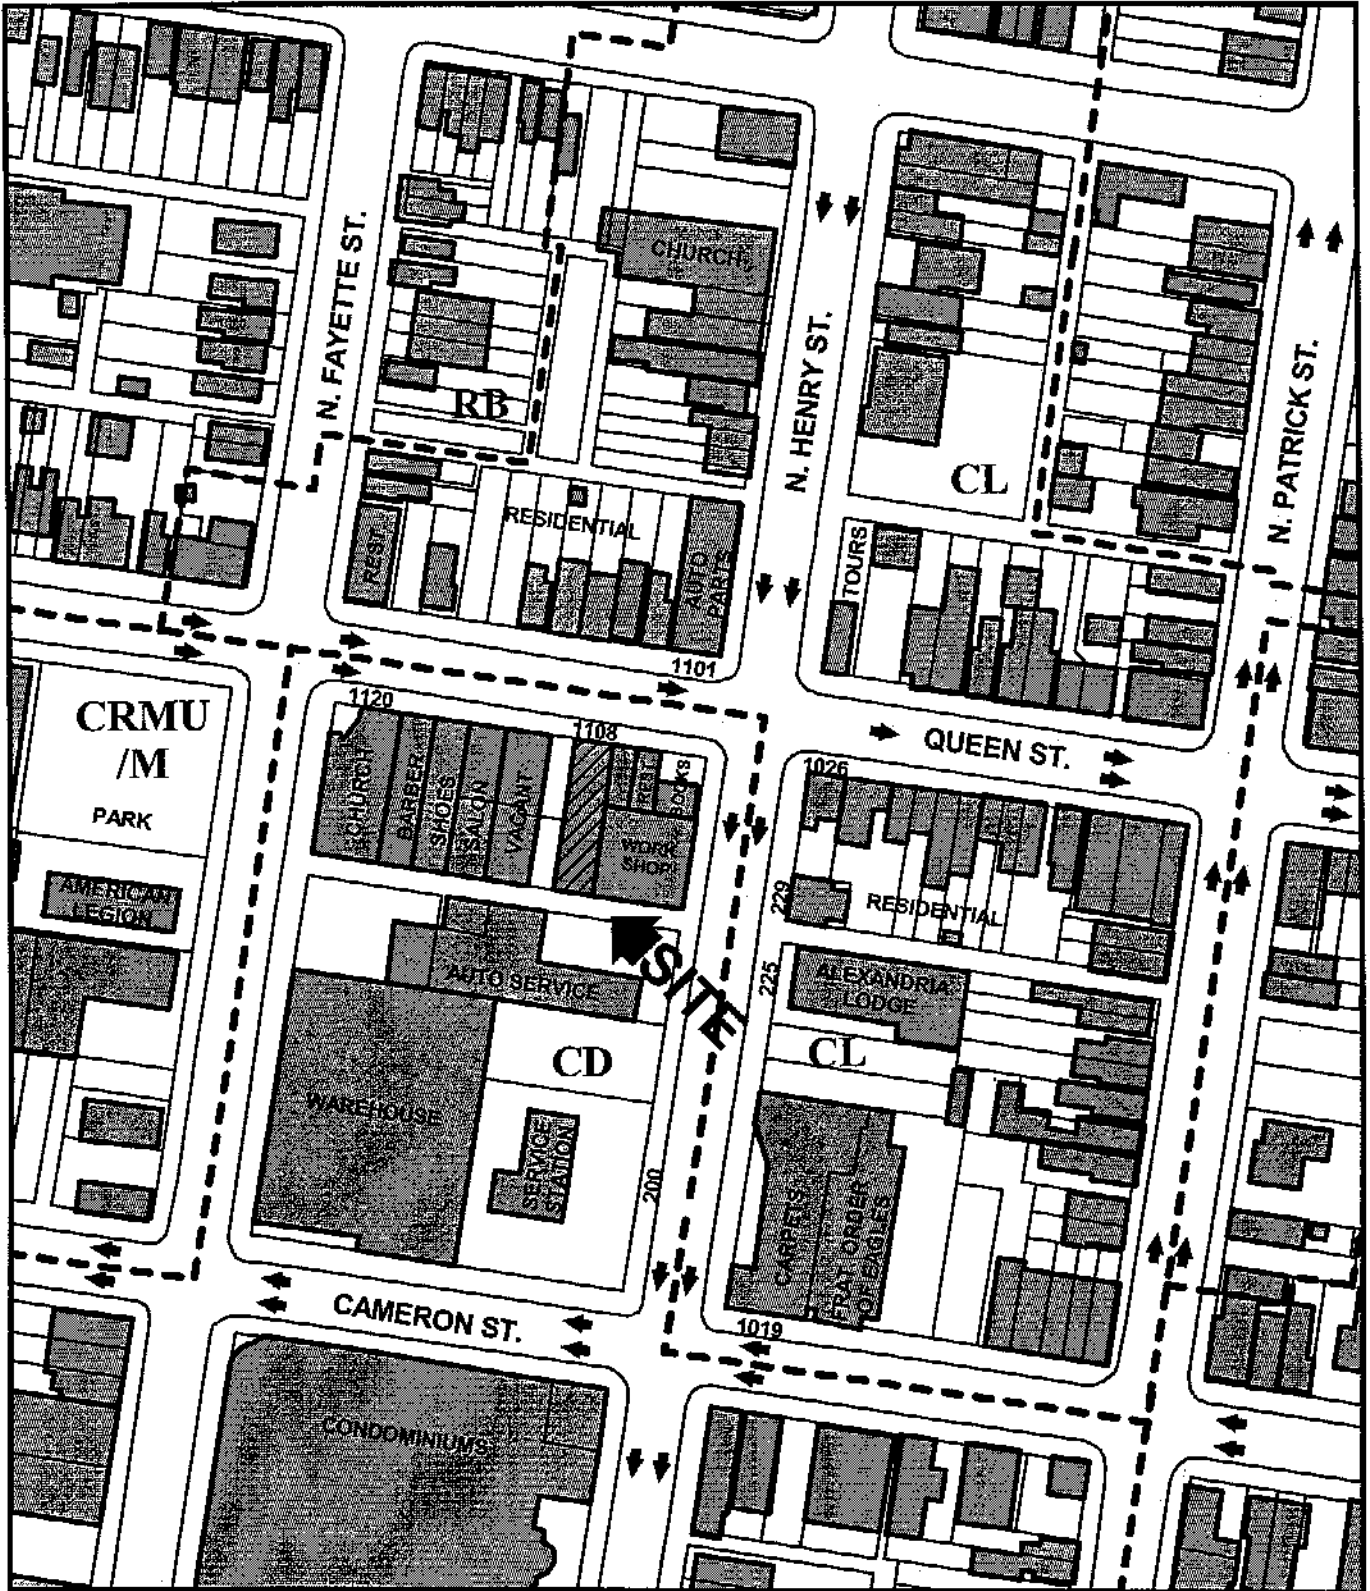 CHURCH
N. FAYETTE ST.
RB
N. HENRY ST.
N. PATRICK ST.
CL
RESIDENTIAL
REST.
AUTO
PARTS
TOURS
1101
1120
CRMU
/M
PARK
1108
QUEEN ST.
1026
CHURCH
BARBER
SHOES
SALON
VACANT
REST.
WORK
SHOP
AMERICAN
LEGION
229
RESIDENTIAL
AUTO SERVICE
SITE
225
ALEXANDRIA
LODGE
CD
CL
WAREHOUSE
SERVICE
STATION
200
CARPETS
FRAT ORDER
OF EAGLES
CAMERON ST.
1019
CONDOMINIUMS